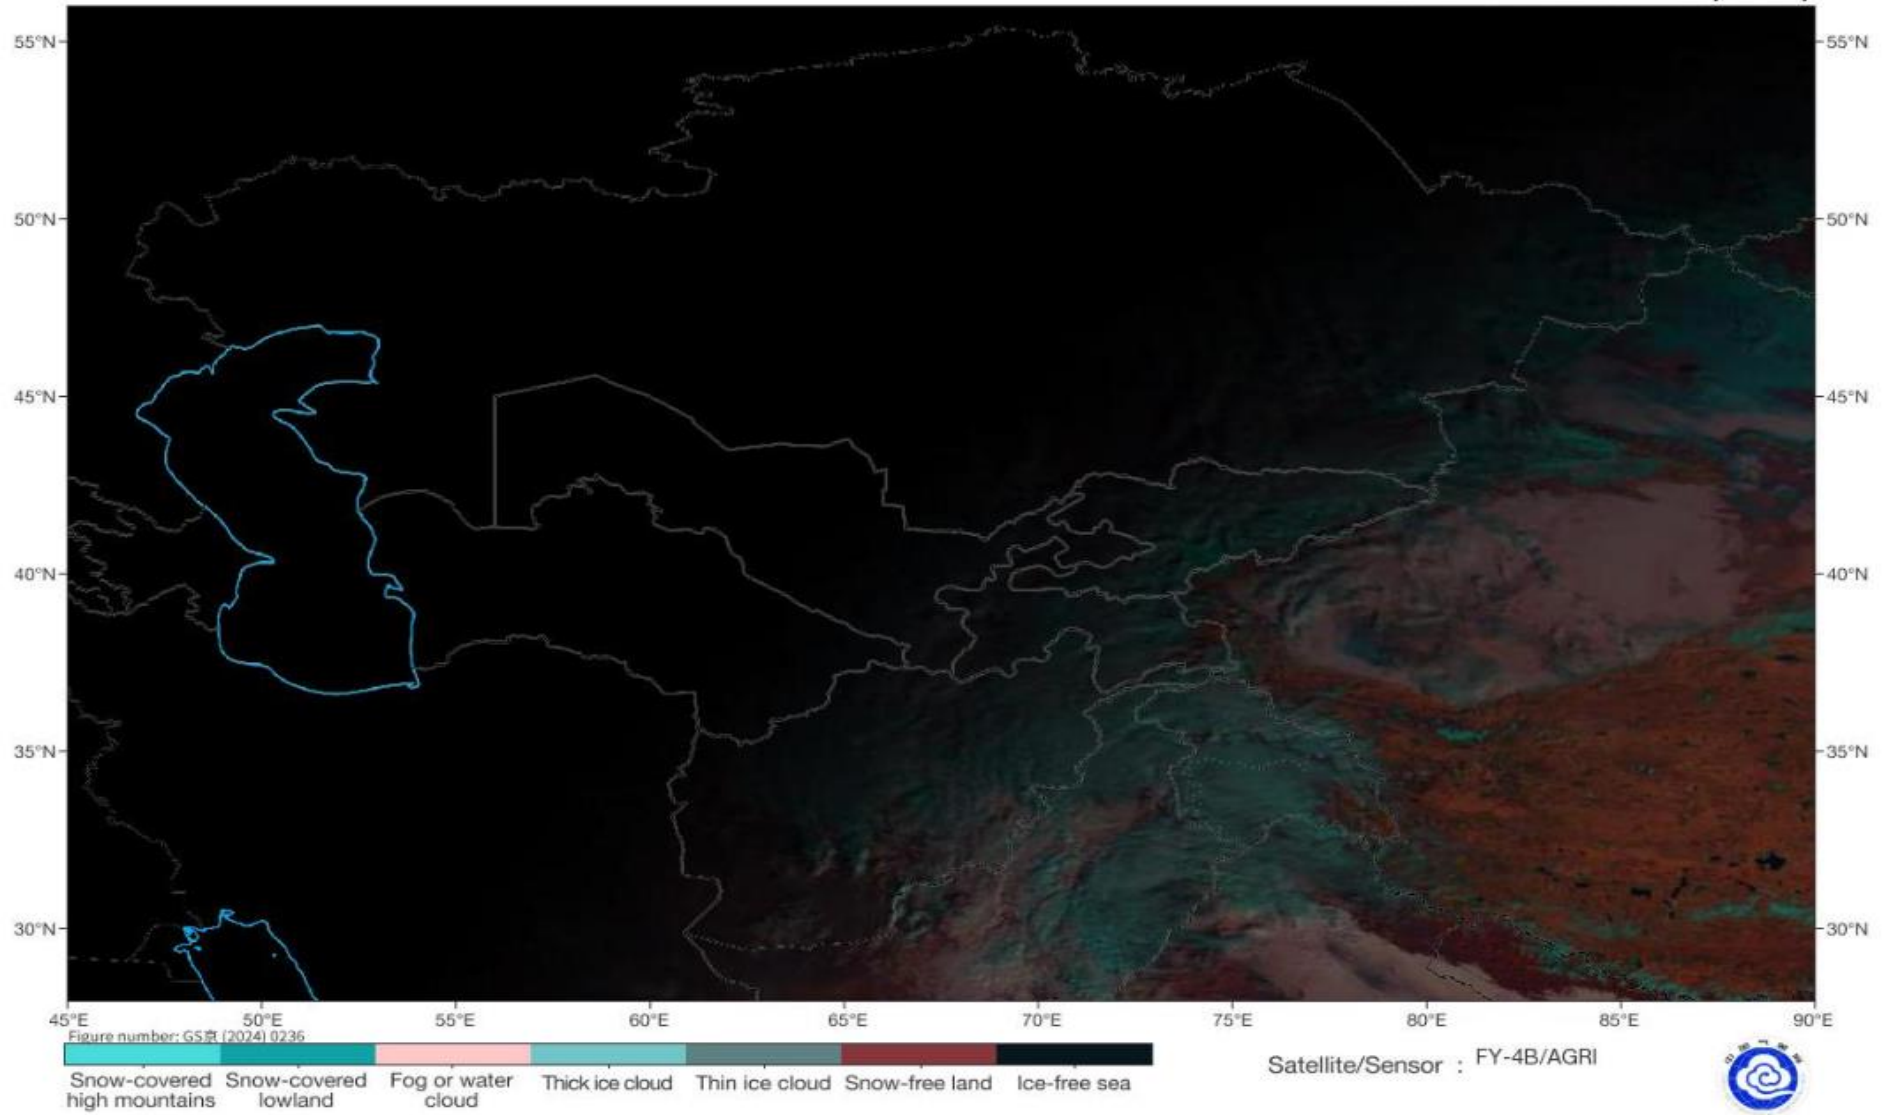 55°N 55°N
50°N 50°N
45°N 45°N
40°N 40°N
35°N 35°N
30°N 30°N
45°E 50°E 55°E 60°E 65°E 70°E 75°E 80°E 85°E 90°E
Figure number: GS京 (2024) 0236
Snow-covered high mountains
Snow-covered lowland
Fog or water cloud
Thick ice cloud
Thin ice cloud
Snow-free land
Ice-free sea
Satellite/Sensor : FY-4B/AGRI